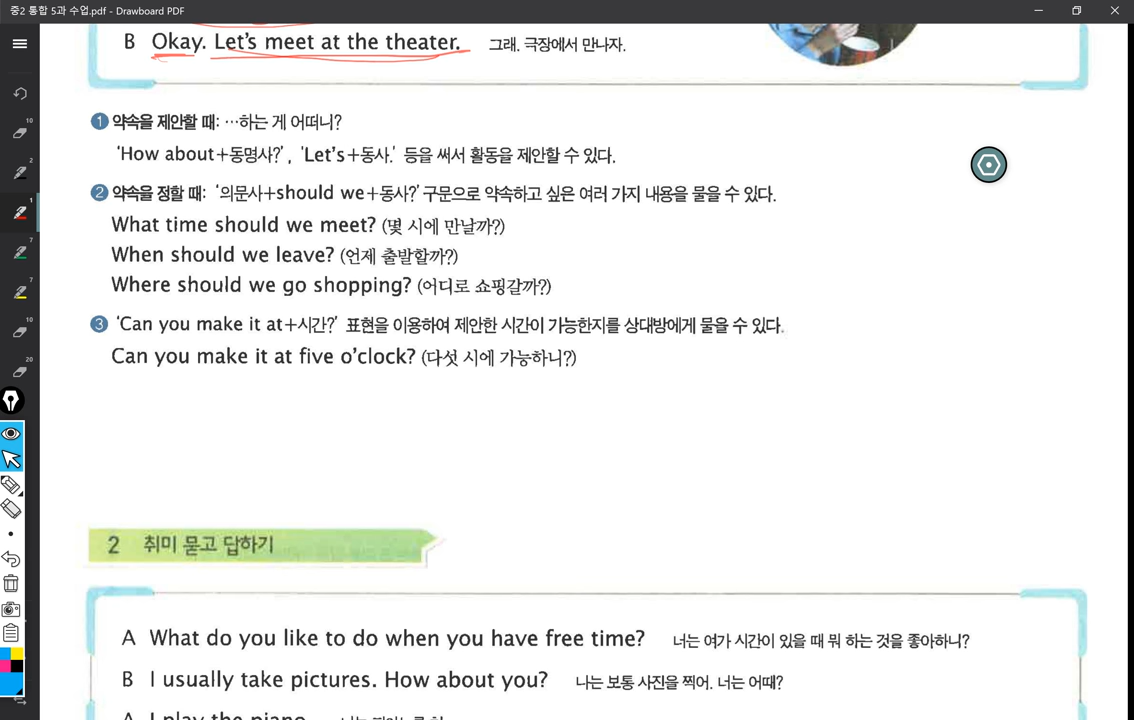 중2 통합 5과 수업.pdf - Drawboard PDF
B Okay. Let's meet at the theater. 그래. 극장에서 만나자.
1 약속을 제안할 때: …하는 게 어떠니?
'How about+동명사?', 'Let's+동사.' 등을 써서 활동을 제안할 수 있다.
2 약속을 정할 때: '의문사+should we+동사?' 구문으로 약속하고 싶은 여러 가지 내용을 물을 수 있다.
What time should we meet? (몇 시에 만날까?)
When should we leave? (언제 출발할까?)
Where should we go shopping? (어디로 쇼핑갈까?)
3 'Can you make it at+시간?' 표현을 이용하여 제안한 시간이 가능한지를 상대방에게 물을 수 있다.
Can you make it at five o'clock? (다섯 시에 가능하니?)
2 취미 묻고 답하기
A What do you like to do when you have free time? 너는 여가 시간이 있을 때 뭐 하는 것을 좋아하니?
B I usually take pictures. How about you? 나는 보통 사진을 찍어. 너는 어때?
A I play the piano.
10
2
1
7
7
10
20